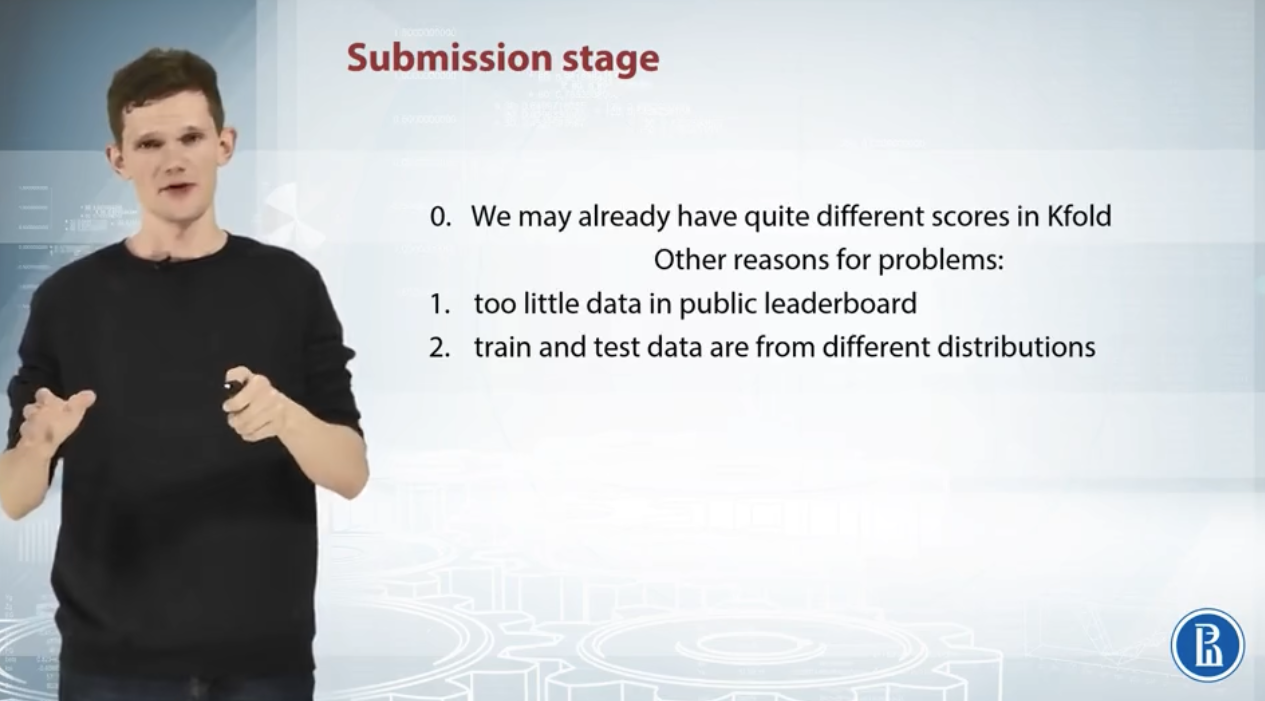 Submission stage
0. We may already have quite different scores in Kfold
Other reasons for problems:
1. too little data in public leaderboard
2. train and test data are from different distributions